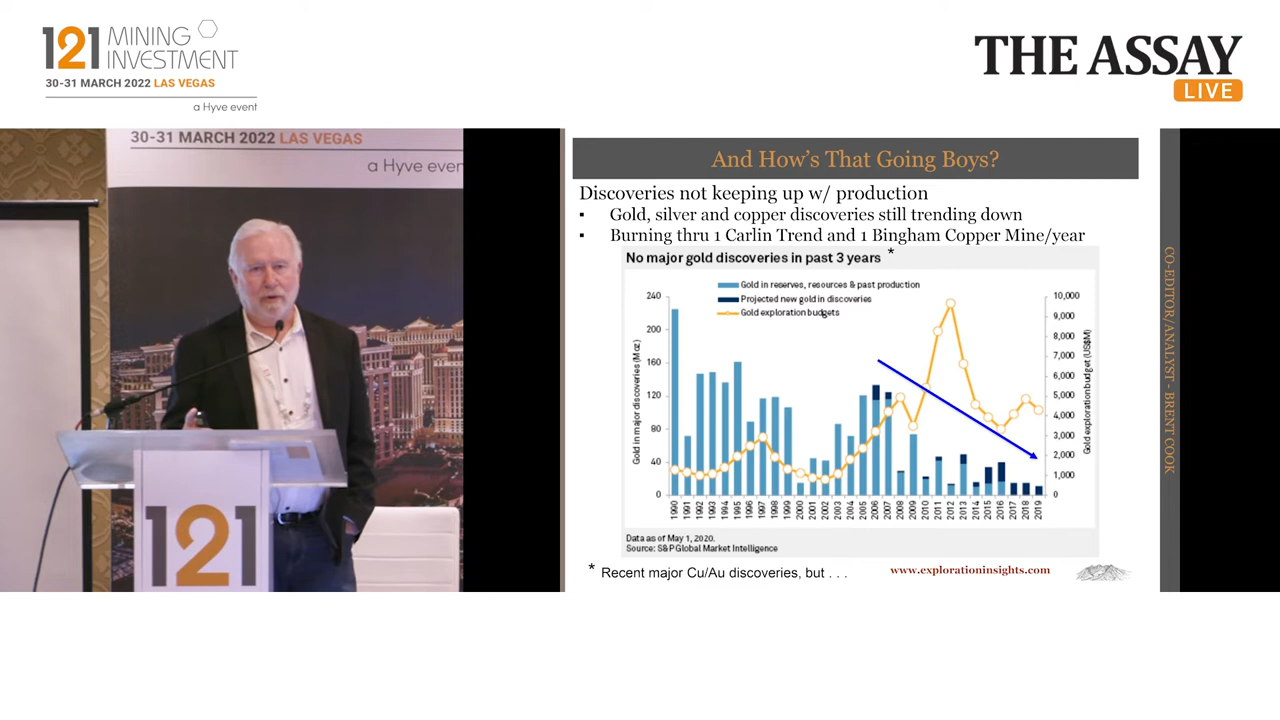 121 MINING
INVESTMENT
30-31 MARCH 2022 LAS VEGAS
a Hyve event
THE ASSAY
LIVE
30-31 MARCH 2022 LAS VEGAS
a Hyve even
121
And How's That Going Boys?
Discoveries not keeping up w/ production
▪ Gold, silver and copper discoveries still trending down
▪ Burning thru 1 Carlin Trend and 1 Bingham Copper Mine/year
No major gold discoveries in past 3 years *
Gold in reserves, resources & past production
Projected new gold in discoveries
Gold exploration budgets
Gold in major discoveries (Moz)
240
200
160
120
80
40
0
10,000
9,000
8,000
7,000
6,000
5,000
4,000
3,000
2,000
1,000
0
Gold exploration budget (US$M)
1990 1991 1992 1993 1994 1995 1996 1997 1998 1999 2000 2001 2002 2003 2004 2005 2006 2007 2008 2009 2010 2011 2012 2013 2014 2015 2016 2017 2018 2019
Data as of May 1, 2020.
Source: S&P Global Market Intelligence
* Recent major Cu/Au discoveries, but . . .
www.explorationinsights.com
CO-EDITOR/ANALYST - BRENT COOK